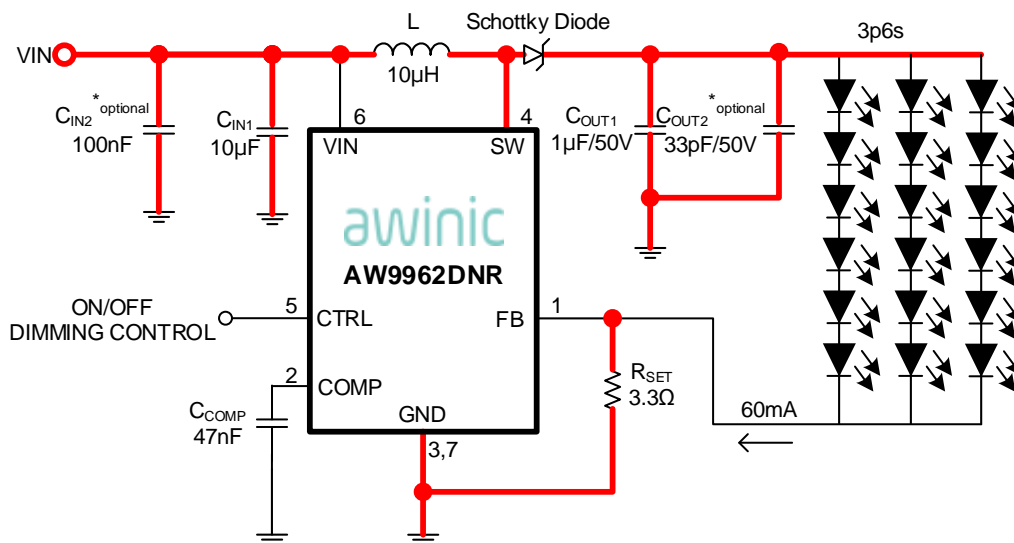 L
Schottky Diode
3p6s
VIN
10µH
CIN2 *optional
100nF
CIN1
10µF
6
4
VIN
SW
COUT1
1µF/50V
COUT2 *optional
33pF/50V
awinic
AW9962DNR
ON/OFF
DIMMING CONTROL
5
CTRL
FB
1
2
COMP
CCOMP
47nF
GND
3,7
RSET
3.3Ω
60mA